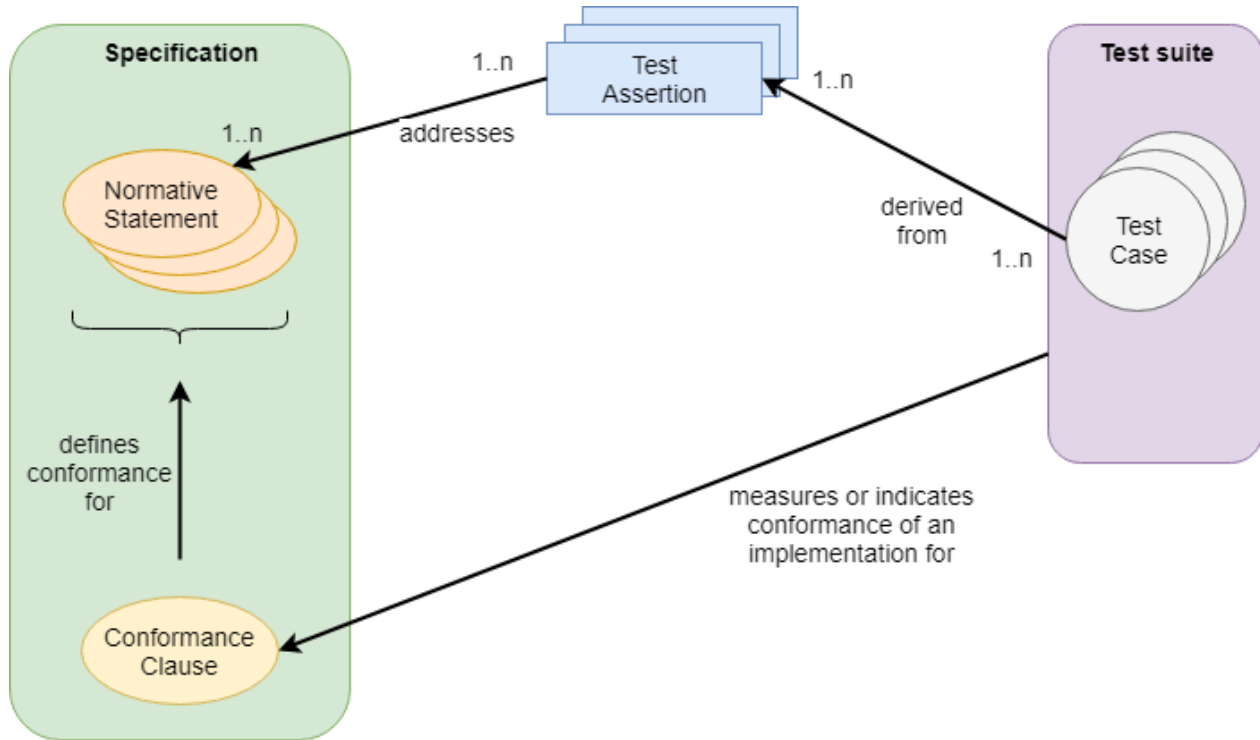 Specification
Test suite
Test
Assertion
1..n
1..n
addresses
1..n
Normative
Statement
derived
from
1..n
Test
Case
defines
conformance
for
measures or indicates
conformance of an
implementation for
Conformance
Clause